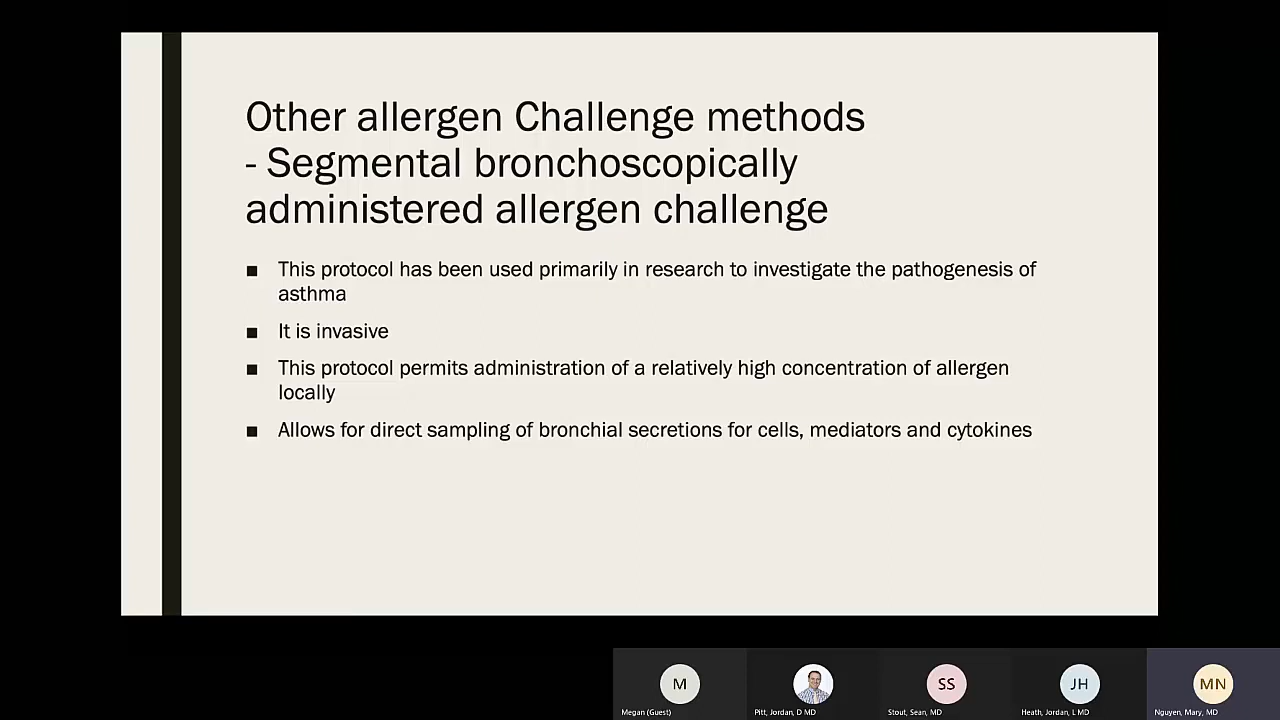 Other allergen Challenge methods
- Segmental bronchoscopically
administered allergen challenge
■ This protocol has been used primarily in research to investigate the pathogenesis of
asthma
■ It is invasive
■ This protocol permits administration of a relatively high concentration of allergen
locally
■ Allows for direct sampling of bronchial secretions for cells, mediators and cytokines
M
SS
JH
MN
Megan (Guest)
Pitt, Jordan, D MD
Stout, Sean, MD
Heath, Jordan, L MD
Nguyen, Mary, MD